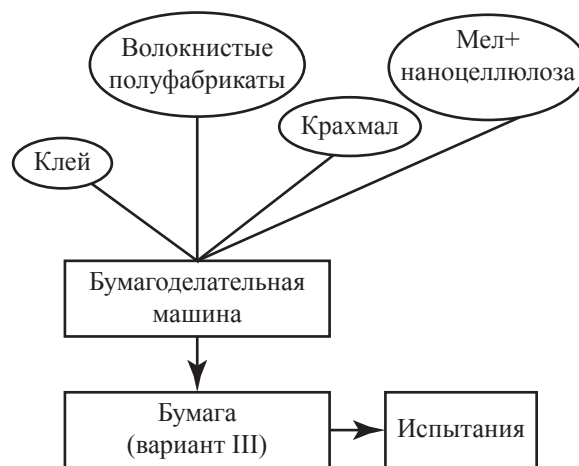 Волокнистые
полуфабрикаты
Мел+
наноцеллюлоза
Крахмал
Клей
Бумагоделательная
машина
Бумага
(вариант III)
Испытания